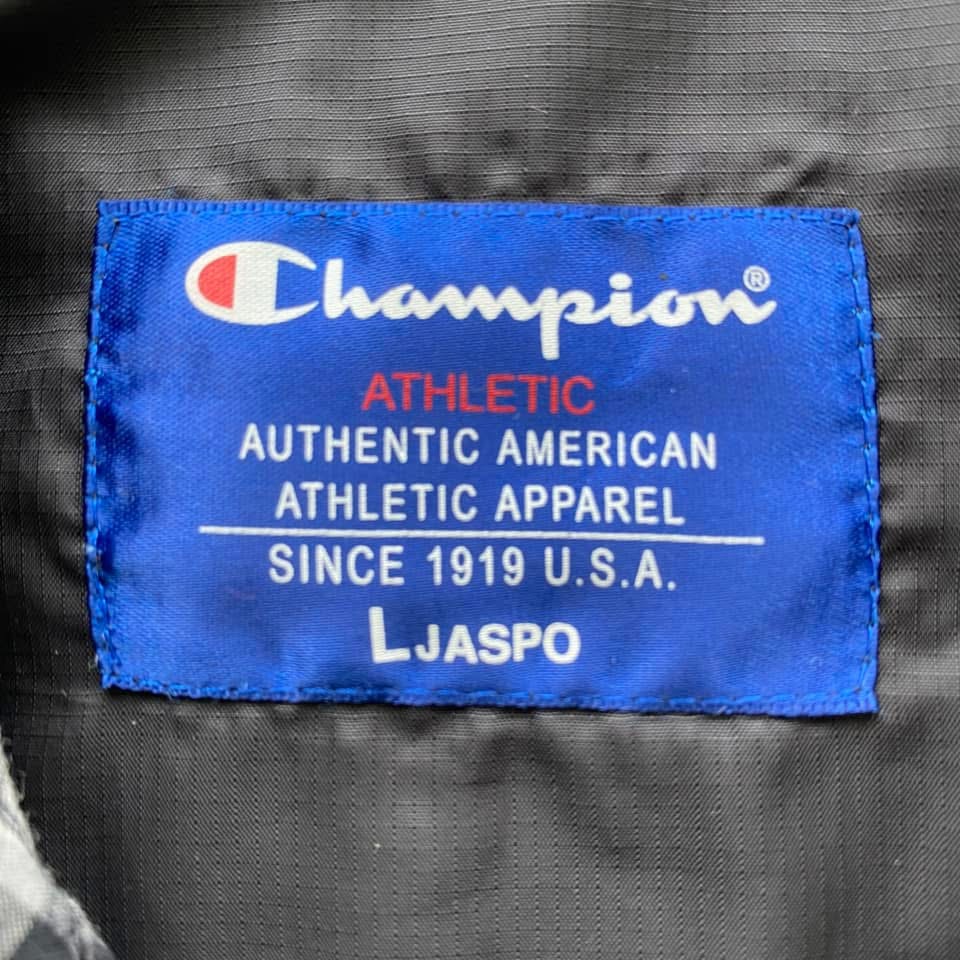 Champion®
ATHLETIC
AUTHENTIC AMERICAN
ATHLETIC APPAREL
SINCE 1919 U.S.A.
L JASPO